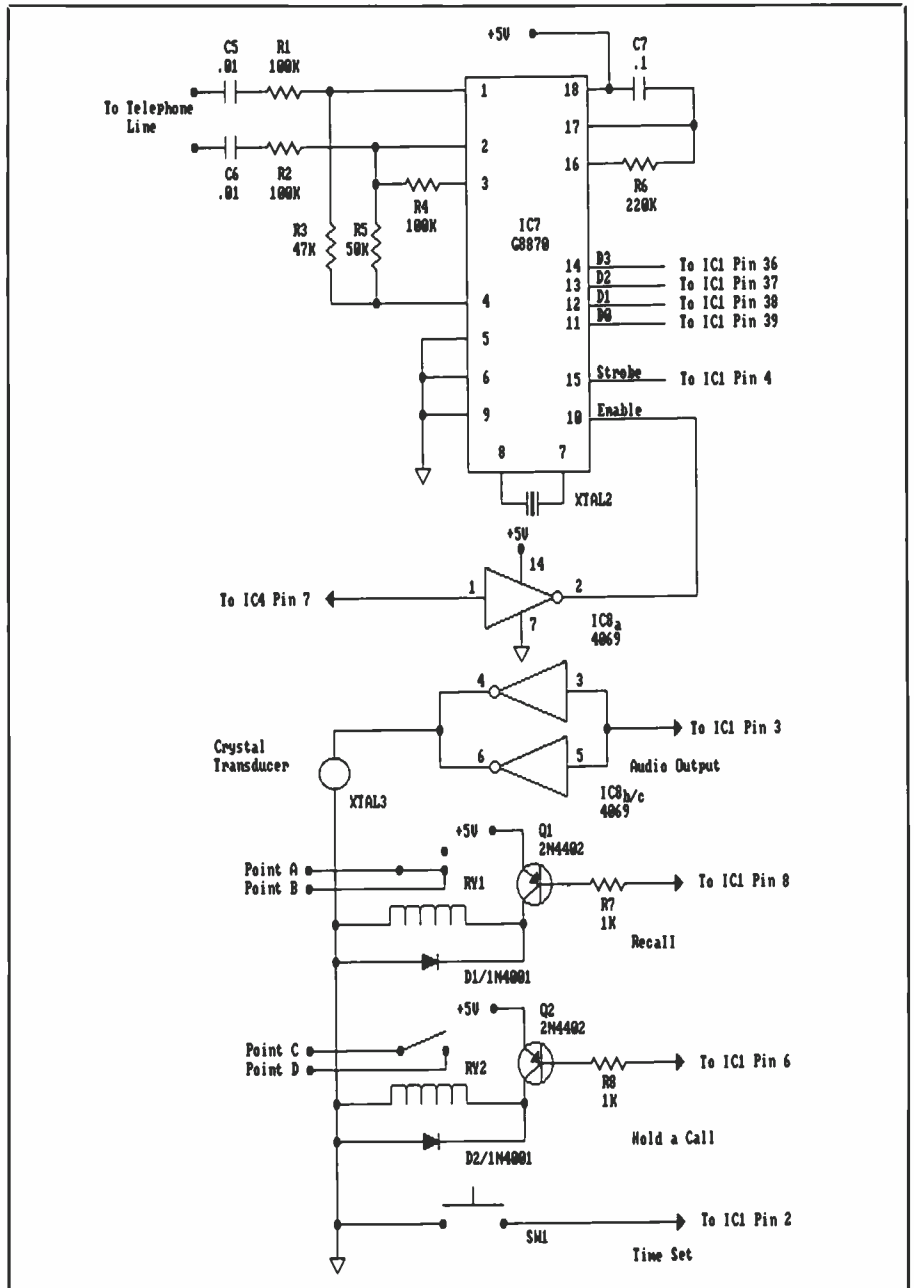 +5V
C5
.01
R1
100K
C7
.1
To Telephone
Line
1
18
17
2
16
C6
.01
R2
100K
3
R6
220K
R4
100K
IC7
G8870
R3
47K
R5
50K
14 D3 To IC1 Pin 36
13 D2 To IC1 Pin 37
12 D1 To IC1 Pin 38
11 D0 To IC1 Pin 39
4
5
6
15 Strobe To IC1 Pin 4
9
10 Enable
8
7
XTAL2
+5V
14
To IC4 Pin 7
1
2
7
IC8a
4069
4
3
To IC1 Pin 3
Crystal
Transducer
6
5
Audio Output
XTAL3
IC8b/c
4069
+5V
Q1
2N4402
Point A
Point B
RY1
To IC1 Pin 8
R7
1K
Recall
D1/1N4001
+5V
Q2
2N4402
Point C
Point D
RY2
To IC1 Pin 6
R8
1K
Hold a Call
D2/1N4001
To IC1 Pin 2
SW1
Time Set